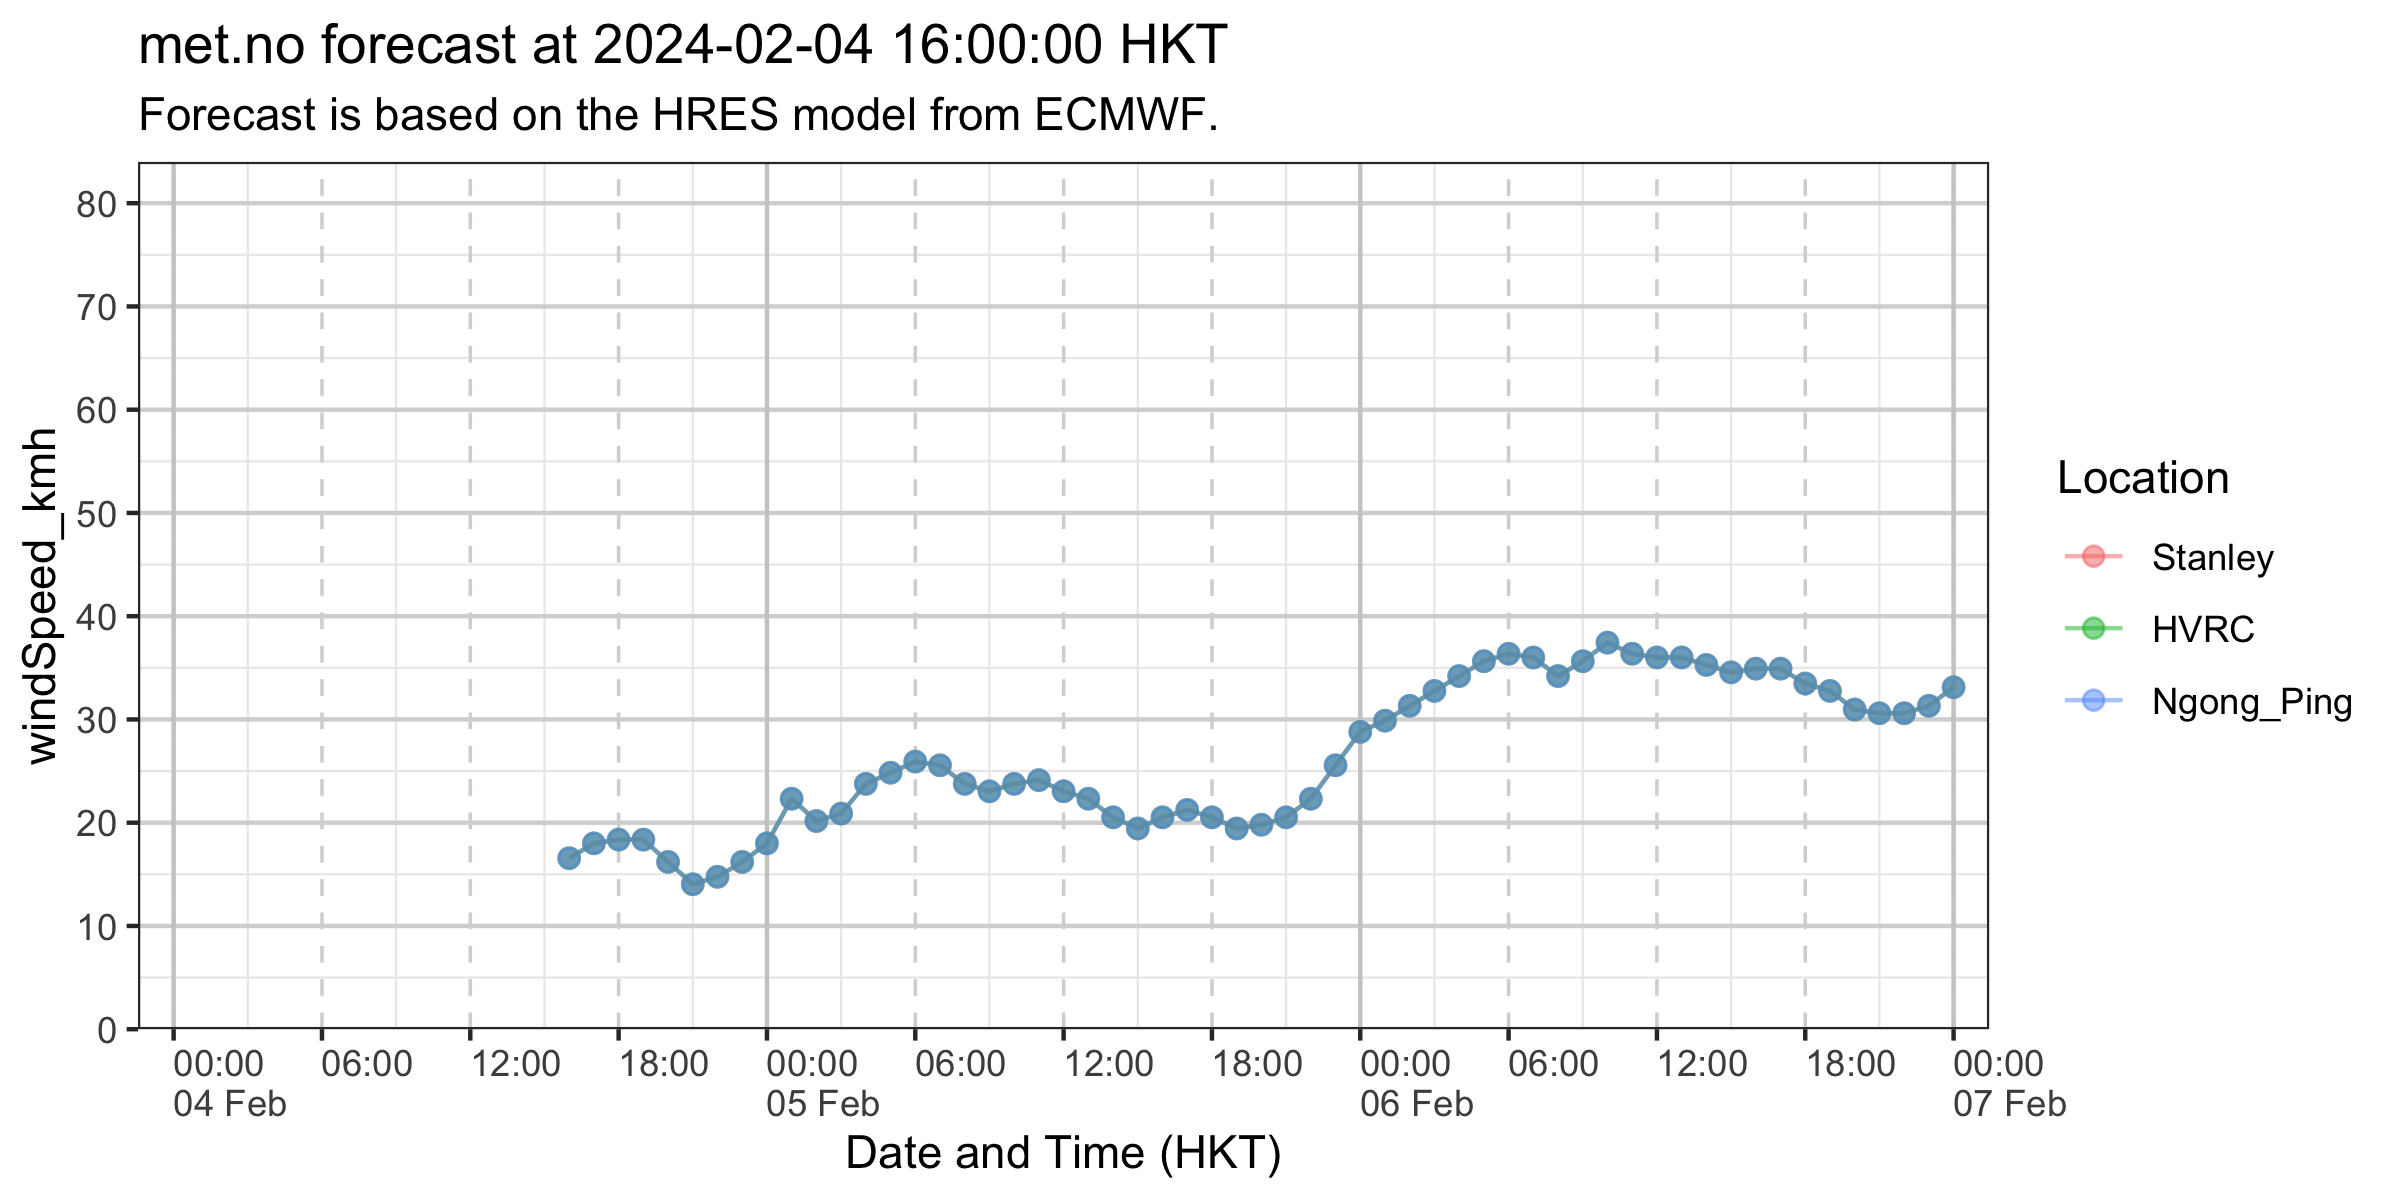 met.no forecast at 2024-02-04 16:00:00 HKT
Forecast is based on the HRES model from ECMWF.
windSpeed_kmh
80
70
60
50
40
30
20
10
0
00:00 06:00 12:00 18:00 00:00 06:00 12:00 18:00 00:00 06:00 12:00 18:00 00:00
04 Feb 05 Feb 06 Feb 07 Feb
Date and Time (HKT)
Location
Stanley
HVRC
Ngong_Ping